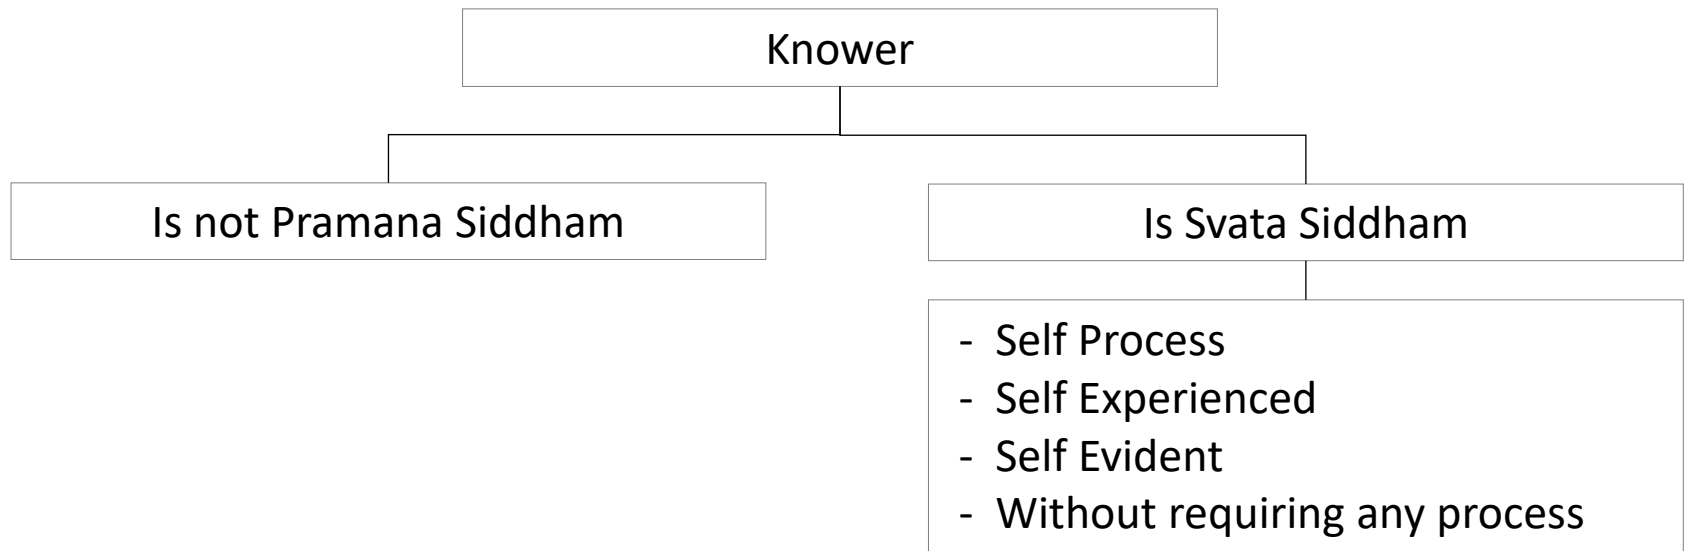 Knower
Is not Pramana Siddham
Is Svata Siddham
- Self Process
- Self Experienced
- Self Evident
- Without requiring any process